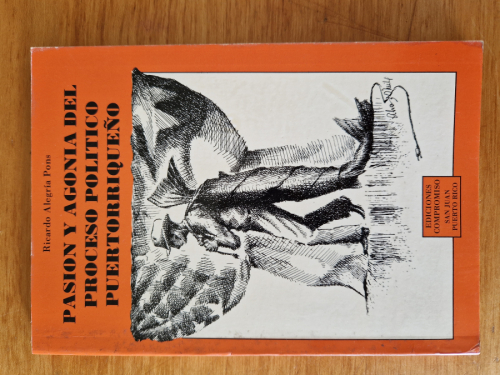 Ricardo Alegría Pons
PASION Y AGONIA DEL
PROCESO POLITICO
PUERTORRIQUEÑO
EDICIONES
COMPROMISO
SAN JUAN
PUERTO RICO